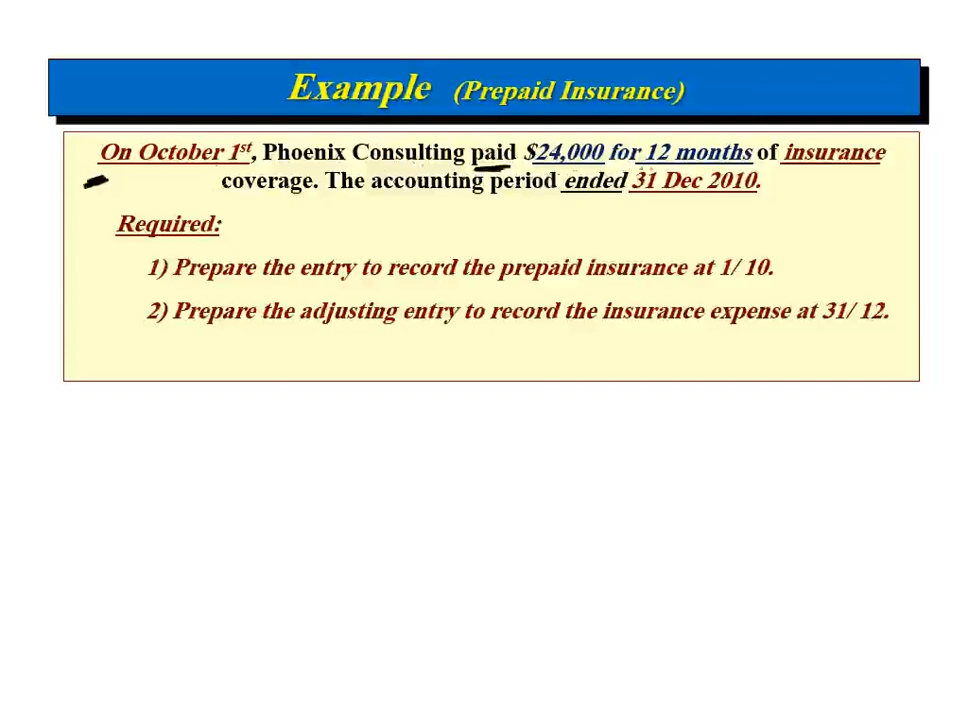 Example (Prepaid Insurance)
On October 1st, Phoenix Consulting paid $24,000 for 12 months of insurance
coverage. The accounting period ended 31 Dec 2010.
Required:
1) Prepare the entry to record the prepaid insurance at 1/ 10.
2) Prepare the adjusting entry to record the insurance expense at 31/ 12.